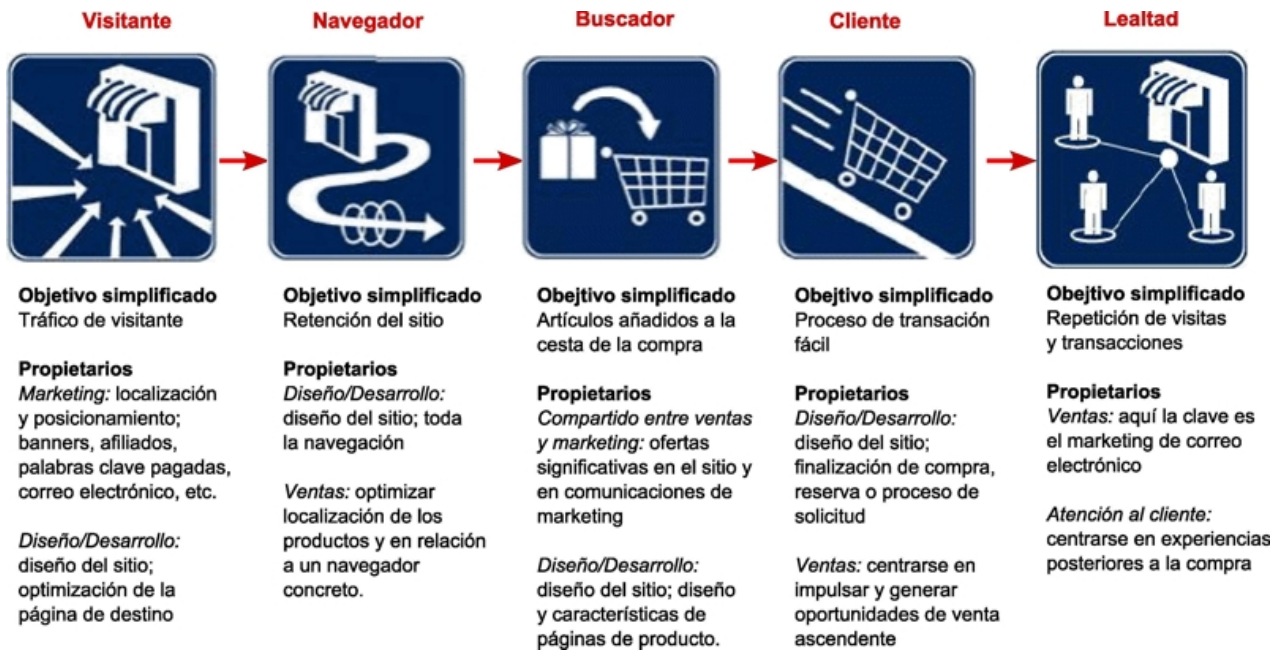 Visitante
Navegador
Buscador
Cliente
Lealtad
Objetivo simplificado
Tráfico de visitante
Propietarios
Marketing: localización
y posicionamiento;
banners, afiliados,
palabras clave pagadas,
correo electrónico, etc.
Diseño/Desarrollo:
diseño del sitio;
optimización de la
página de destino
Objetivo simplificado
Retención del sitio
Propietarios
Diseño/Desarrollo:
diseño del sitio; toda
la navegación
Ventas: optimizar
localización de los
productos y en relación
a un navegador
concreto.
Obejtivo simplificado
Artículos añadidos a la
cesta de la compra
Propietarios
Compartido entre ventas
y marketing: ofertas
significativas en el sitio y
en comunicaciones de
marketing
Diseño/Desarrollo:
diseño del sitio; diseño
y características de
páginas de producto.
Obejtivo simplificado
Proceso de transación
fácil
Propietarios
Diseño/Desarrollo:
diseño del sitio;
finalización de compra,
reserva o proceso de
solicitud
Ventas: centrarse en
impulsar y generar
oportunidades de venta
ascendente
Obejtivo simplificado
Repetición de visitas
y transacciones
Propietarios
Ventas: aquí la clave es
el marketing de correo
electrónico
Atención al cliente:
centrarse en experiencias
posteriores a la compra